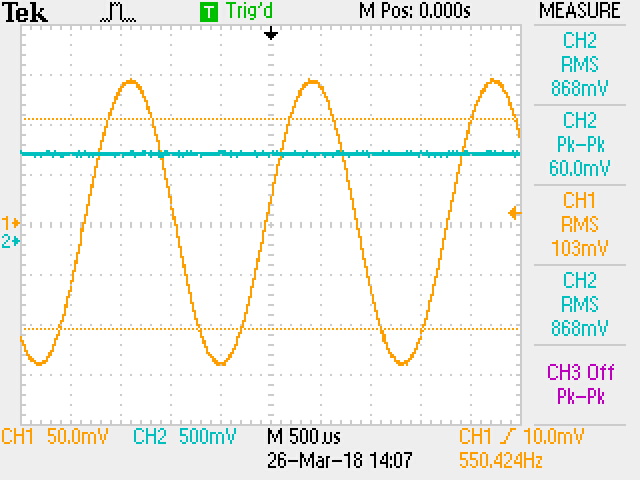 Tek T Trig'd M Pos: 0.000s MEASURE
CH2
RMS
868mV
CH2
Pk-Pk
60.0mV
CH1
RMS
103mV
CH2
RMS
868mV
CH3 Off
Pk-Pk
1
2
CH1 50.0mV CH2 500mV M 500µs CH1 10.0mV
26-Mar-18 14:07 550.424Hz